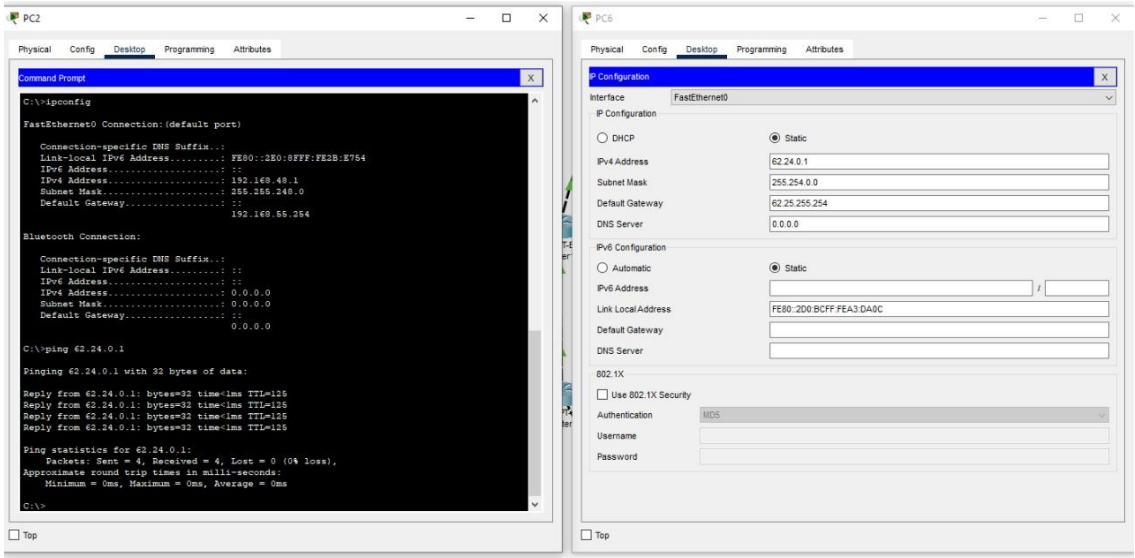 PC2
Physical Config Desktop Programming Attributes
Command Prompt X
C:\>ipconfig
FastEthernet0 Connection:(default port)
Connection-specific DNS Suffix..:
Link-local IPv6 Address.........: FE80::2E0:8FFF:FE2B:E754
IPv6 Address....................: ::
IPv4 Address....................: 192.168.48.1
Subnet Mask.....................: 255.255.248.0
Default Gateway.................: ::
192.168.55.254
Bluetooth Connection:
Connection-specific DNS Suffix..:
Link-local IPv6 Address.........: ::
IPv6 Address....................: ::
IPv4 Address....................: 0.0.0.0
Subnet Mask.....................: 0.0.0.0
Default Gateway.................: ::
0.0.0.0
C:\>ping 62.24.0.1
Pinging 62.24.0.1 with 32 bytes of data:
Reply from 62.24.0.1: bytes=32 time<1ms TTL=125
Reply from 62.24.0.1: bytes=32 time<1ms TTL=125
Reply from 62.24.0.1: bytes=32 time<1ms TTL=125
Reply from 62.24.0.1: bytes=32 time<1ms TTL=125
Ping statistics for 62.24.0.1:
Packets: Sent = 4, Received = 4, Lost = 0 (0% loss),
Approximate round trip times in milli-seconds:
Minimum = 0ms, Maximum = 0ms, Average = 0ms
C:\>
Top
PC6
Physical Config Desktop Programming Attributes
IP Configuration X
Interface FastEthernet0
IP Configuration
DHCP Static
IPv4 Address 62.24.0.1
Subnet Mask 255.254.0.0
Default Gateway 62.25.255.254
DNS Server 0.0.0.0
IPv6 Configuration
Automatic Static
IPv6 Address /
Link Local Address FE80::2D0:BCFF:FEA3:DA0C
Default Gateway
DNS Server
802.1X
Use 802.1X Security
Authentication MD5
Username
Password
Top